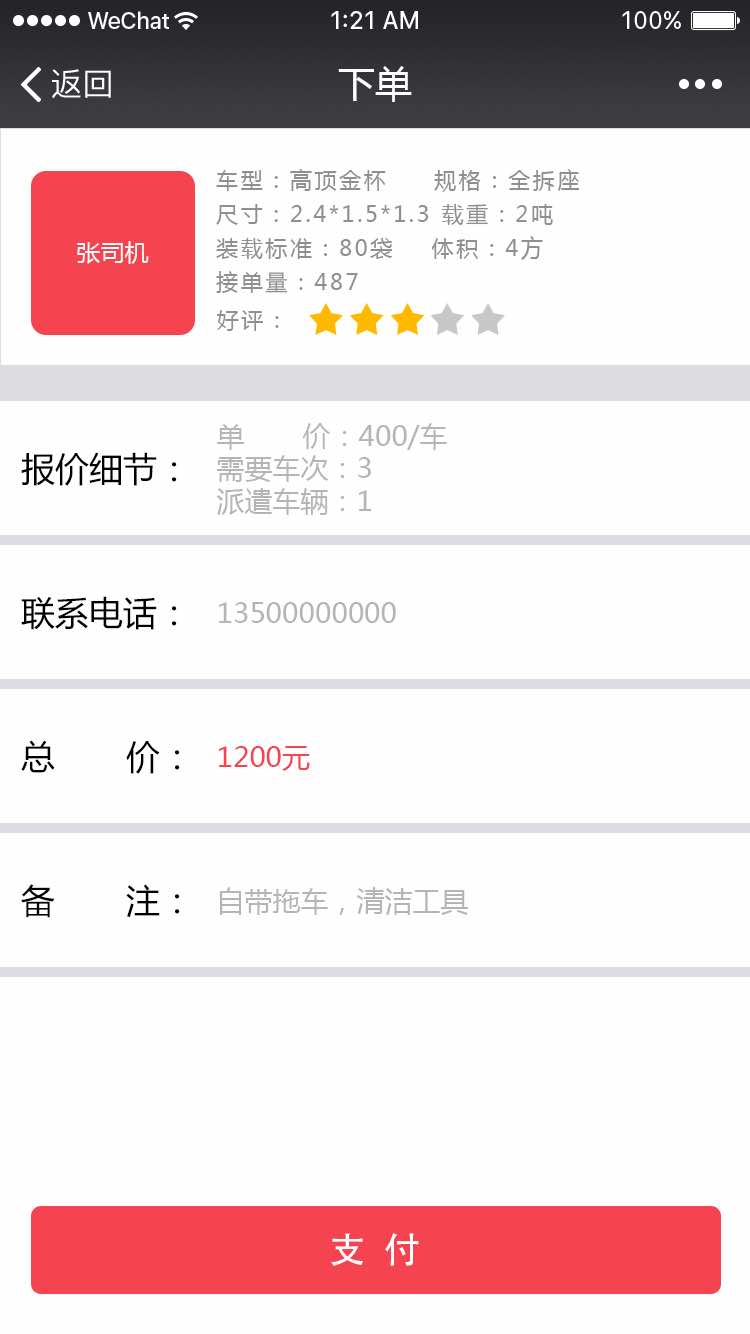 WeChat 1:21 AM 100%
返回 下单
张司机
车型：高顶金杯 规格：全拆座
尺寸：2.4*1.5*1.3 载重：2吨
装载标准：80袋 体积：4方
接单量：487
好评：
报价细节：
单 价：400/车
需要车次：3
派遣车辆：1
联系电话： 13500000000
总 价： 1200元
备 注： 自带拖车，清洁工具
支 付